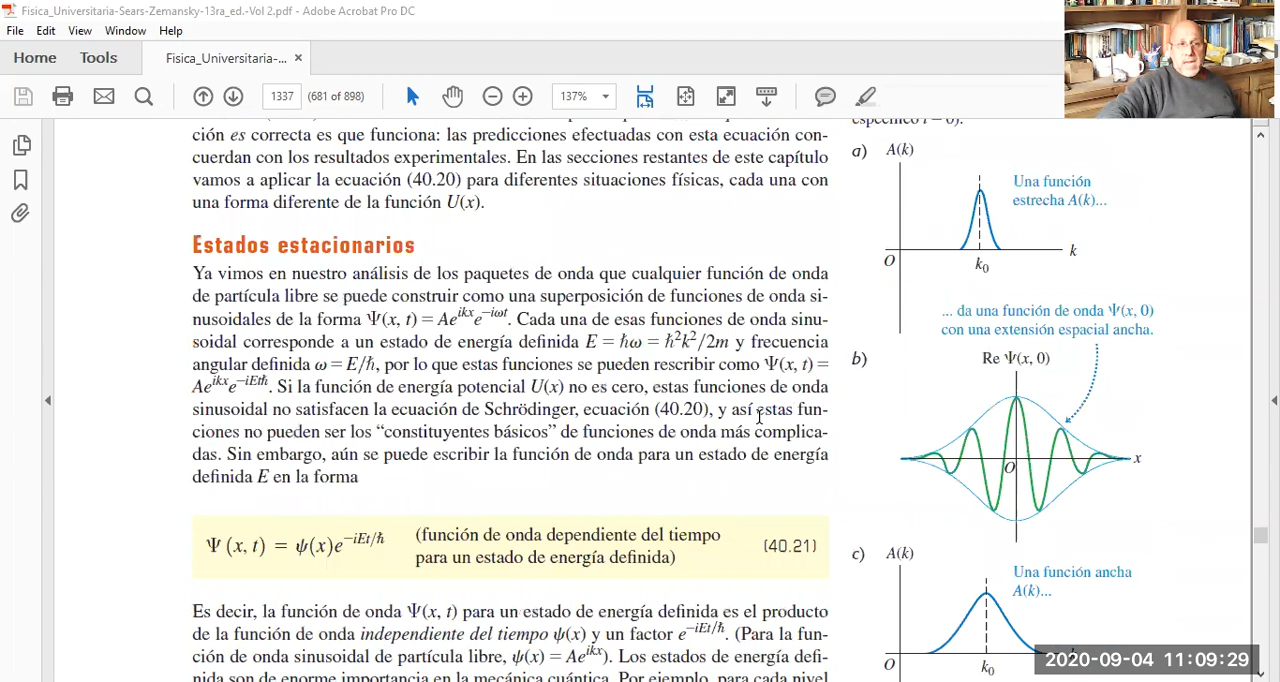 Fisica_Universitaria-Sears-Zemansky-13ra_ed.-Vol 2.pdf - Adobe Acrobat Pro DC
File Edit View Window Help
Home Tools Fisica_Universitaria-... ×
1337 (681 of 898) 137%
ción es correcta es que funciona: las predicciones efectuadas con esta ecuación con-
cuerdan con los resultados experimentales. En las secciones restantes de este capítulo
vamos a aplicar la ecuación (40.20) para diferentes situaciones físicas, cada una con
una forma diferente de la función U(x).
Estados estacionarios
Ya vimos en nuestro análisis de los paquetes de onda que cualquier función de onda
de partícula libre se puede construir como una superposición de funciones de onda si-
nusoidales de la forma Ψ(x, t) = Ae^{ikx}e^{-iωt}. Cada una de esas funciones de onda sinu-
soidal corresponde a un estado de energía definida E = ℏω = ℏ²k²/2m y frecuencia
angular definida ω = E/ℏ, por lo que estas funciones se pueden rescribir como Ψ(x, t) =
Ae^{ikx}e^{-iEtℏ}. Si la función de energía potencial U(x) no es cero, estas funciones de onda
sinusoidal no satisfacen la ecuación de Schrödinger, ecuación (40.20), y así estas fun-
ciones no pueden ser los "constituyentes básicos" de funciones de onda más complica-
das. Sin embargo, aún se puede escribir la función de onda para un estado de energía
definida E en la forma
Ψ (x, t) = ψ(x)e^{-iEt/ℏ} (función de onda dependiente del tiempo
para un estado de energía definida) (40.21)
Es decir, la función de onda Ψ(x, t) para un estado de energía definida es el producto
de la función de onda independiente del tiempo ψ(x) y un factor e^{-iEt/ℏ}. (Para la fun-
ción de onda sinusoidal de partícula libre, ψ(x) = Ae^{ikx}). Los estados de energía defi-
nida son de enorme importancia en la mecánica cuántica. Por ejemplo, para cada nivel
específico t = 0).
a) A(k)
Una función
estrecha A(k)...
O k₀ k
... da una función de onda Ψ(x, 0)
con una extensión espacial ancha.
b) Re Ψ(x, 0)
O x
c) A(k)
Una función ancha
A(k)...
O k₀
2020-09-04 11:09:29